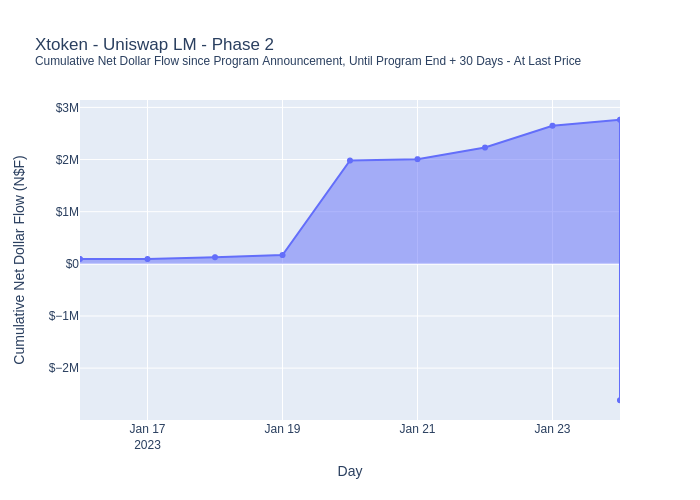 Xtoken - Uniswap LM - Phase 2
Cumulative Net Dollar Flow since Program Announcement, Until Program End + 30 Days - At Last Price
$3M
$2M
$1M
$0
$−1M
$−2M
Cumulative Net Dollar Flow (N$F)
Jan 17
2023
Jan 19
Jan 21
Jan 23
Day